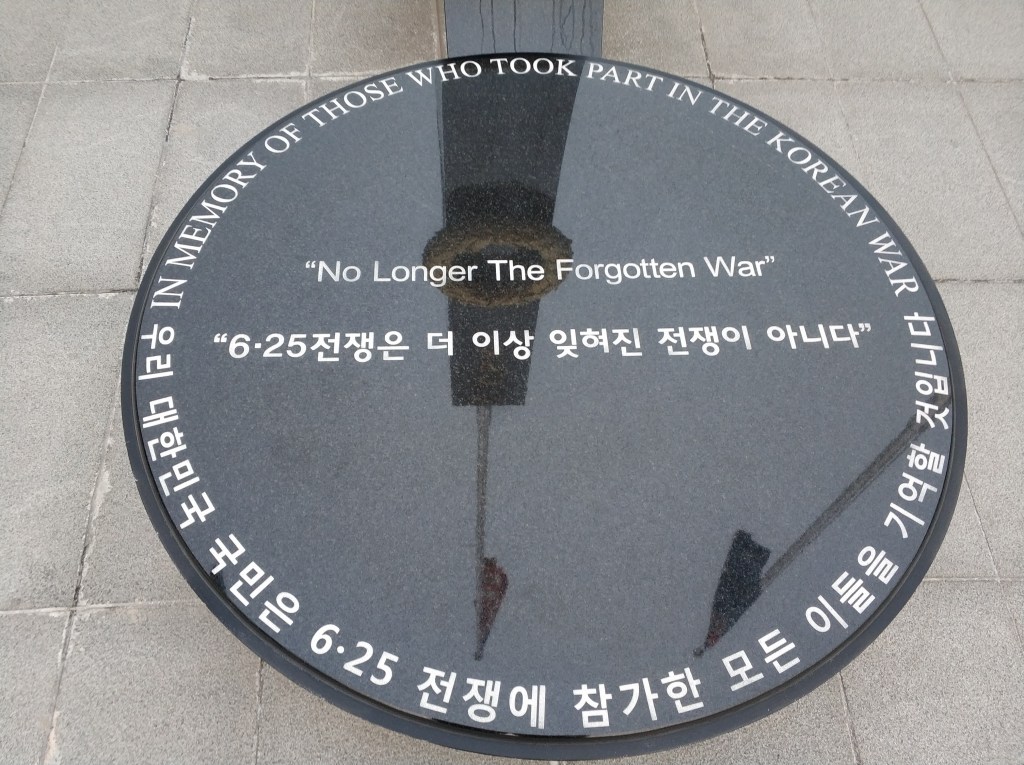 IN MEMORY OF THOSE WHO TOOK PART IN THE KOREAN WAR
“No Longer The Forgotten War”
“6·25전쟁은 더 이상 잊혀진 전쟁이 아니다”
우리 대한민국 국민은 6·25 전쟁에 참가한 모든 이들을 기억할 것입니다